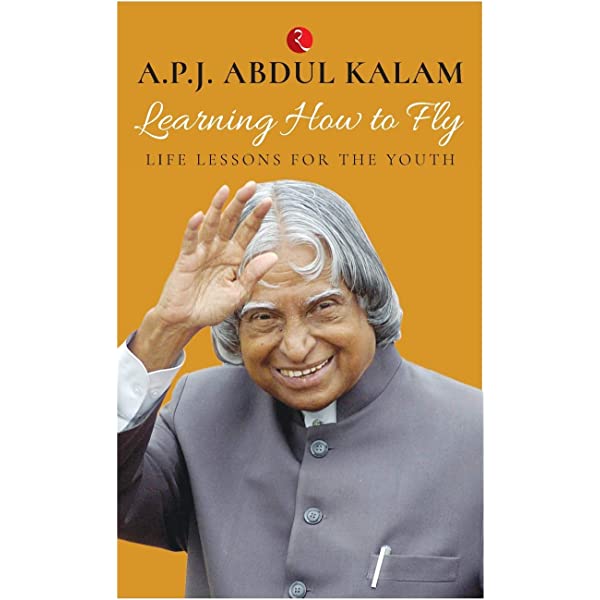 र
A.P.J. ABDUL KALAM
Learning How to Fly
LIFE LESSONS FOR THE YOUTH